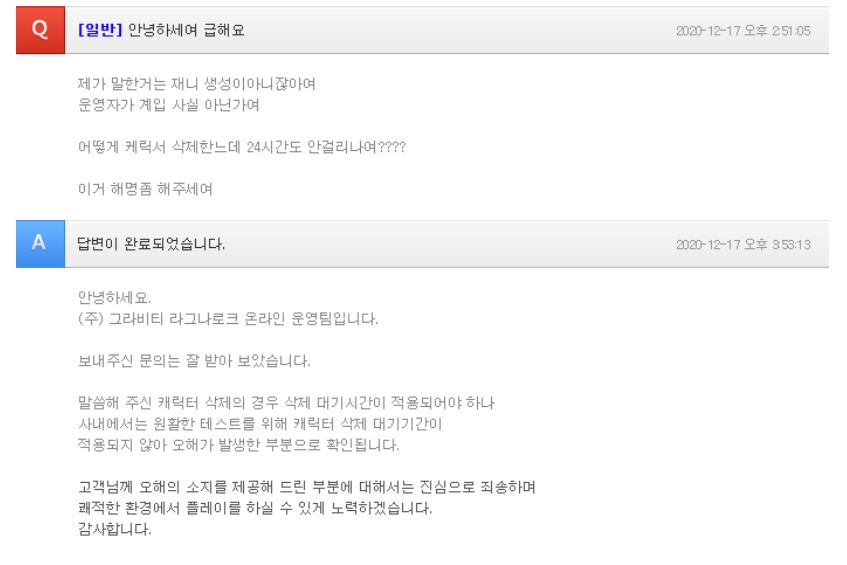 Q [일반] 안녕하세여 급해요 2020-12-17 오후 2:51:05
제가 말한거는 재니 생성이아니잖아여
운영자가 계입 사실 아닌가여
어떻게 케릭서 삭제한느데 24시간도 안걸리나여????
이거 해명좀 해주세여
A 답변이 완료되었습니다. 2020-12-17 오후 3:53:13
안녕하세요.
(주) 그라비티 라그나로크 온라인 운영팀입니다.
보내주신 문의는 잘 받아 보았습니다.
말씀해 주신 캐릭터 삭제의 경우 삭제 대기시간이 적용되어야 하나
사내에서는 원활한 테스트를 위해 캐릭터 삭제 대기기간이
적용되지 않아 오해가 발생한 부분으로 확인됩니다.
고객님께 오해의 소지를 제공해 드린 부분에 대해서는 진심으로 죄송하며
쾌적한 환경에서 플레이를 하실 수 있게 노력하겠습니다.
감사합니다.